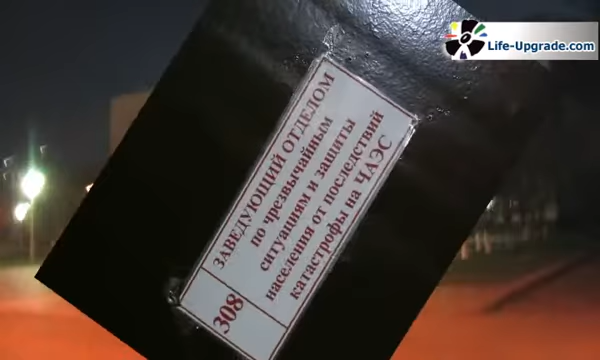 Life-Upgrade.com
ЗАВЕДУЮЩИЙ ОТДЕЛОМ
по чрезвычайным
ситуациям и защиты
населения от последствий
катастрофы на ЧАЭС
308